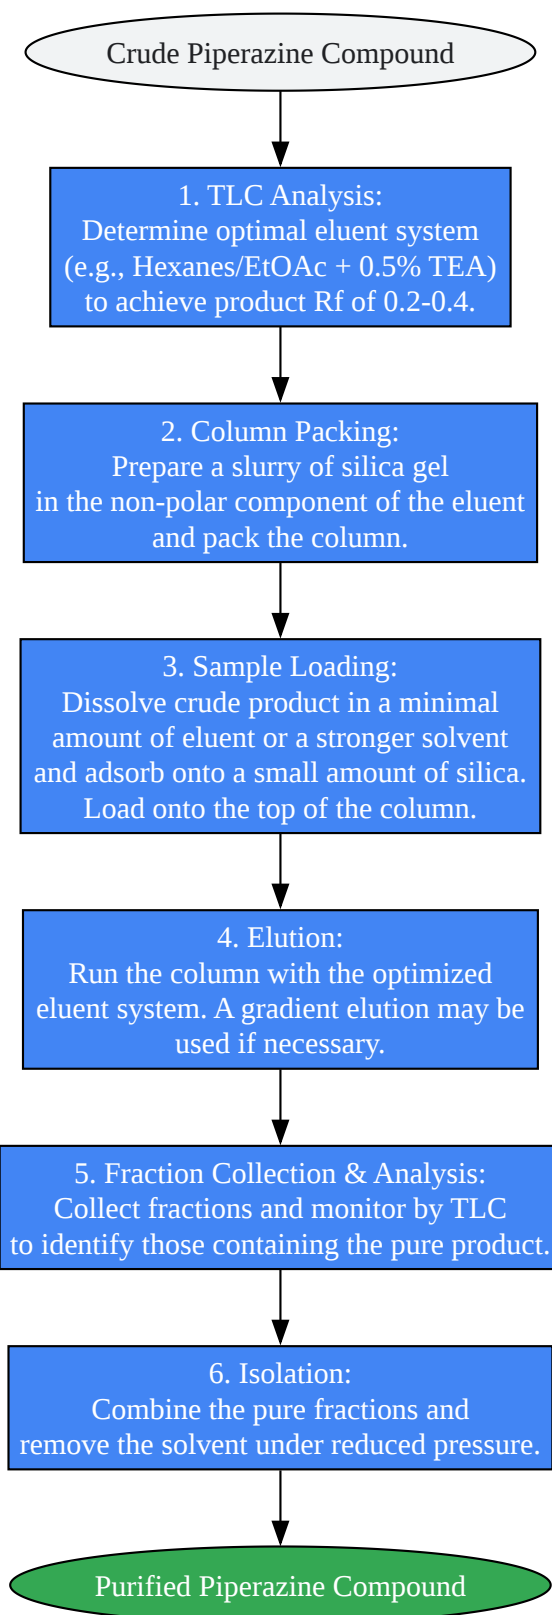 Crude Piperazine Compound
1. TLC Analysis:
Determine optimal eluent system
(e.g., Hexanes/EtOAc + 0.5% TEA)
to achieve product Rf of 0.2-0.4.
2. Column Packing:
Prepare a slurry of silica gel
in the non-polar component of the eluent
and pack the column.
3. Sample Loading:
Dissolve crude product in a minimal
amount of eluent or a stronger solvent
and adsorb onto a small amount of silica.
Load onto the top of the column.
4. Elution:
Run the column with the optimized
eluent system. A gradient elution may be
used if necessary.
5. Fraction Collection & Analysis:
Collect fractions and monitor by TLC
to identify those containing the pure product.
6. Isolation:
Combine the pure fractions and
remove the solvent under reduced pressure.
Purified Piperazine Compound